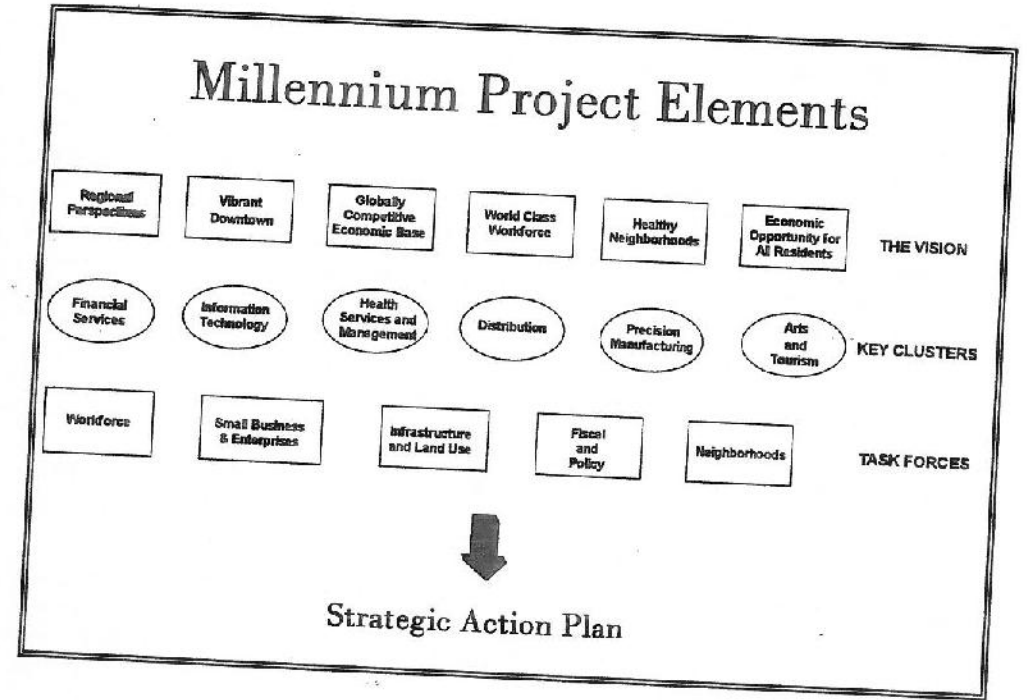 Millennium Project Elements
Regional
Perspectives
Vibrant
Downtown
Globally
Competitive
Economic Base
World Class
Workforce
Healthy
Neighborhoods
Economic
Opportunity for
All Residents
THE VISION
Financial
Services
Information
Technology
Health
Services and
Management
Distribution
Precision
Manufacturing
Arts
and
Tourism
KEY CLUSTERS
Workforce
Small Business
& Enterprises
Infrastructure
and Land Use
Fiscal
and
Policy
Neighborhoods
TASK FORCES
Strategic Action Plan